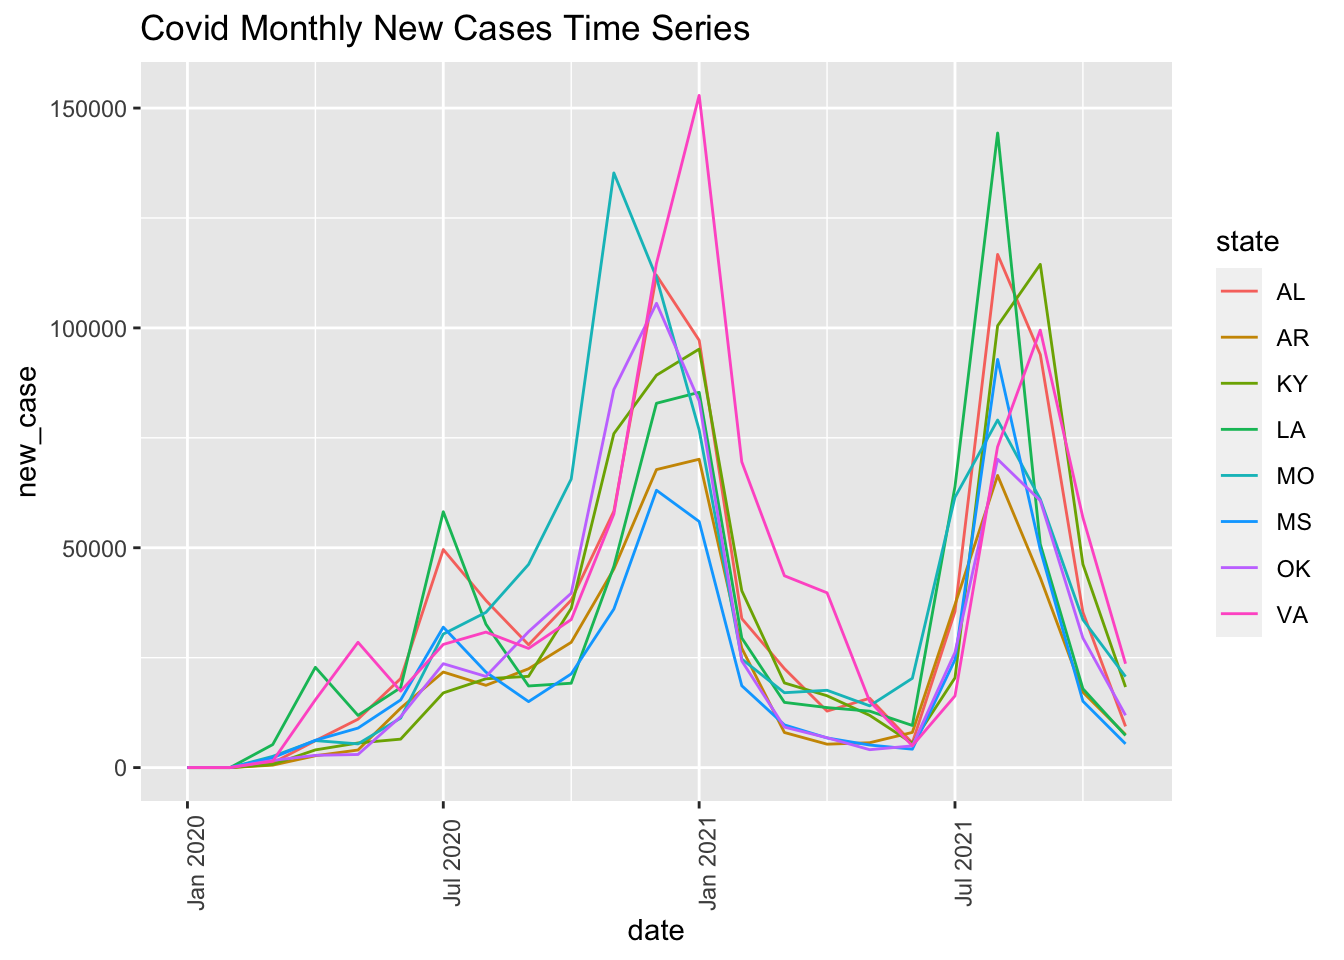 Covid Monthly New Cases Time Series
new_case
150000
100000
50000
0
Jan 2020
Jul 2020
Jan 2021
Jul 2021
date
state
AL
AR
KY
LA
MO
MS
OK
VA